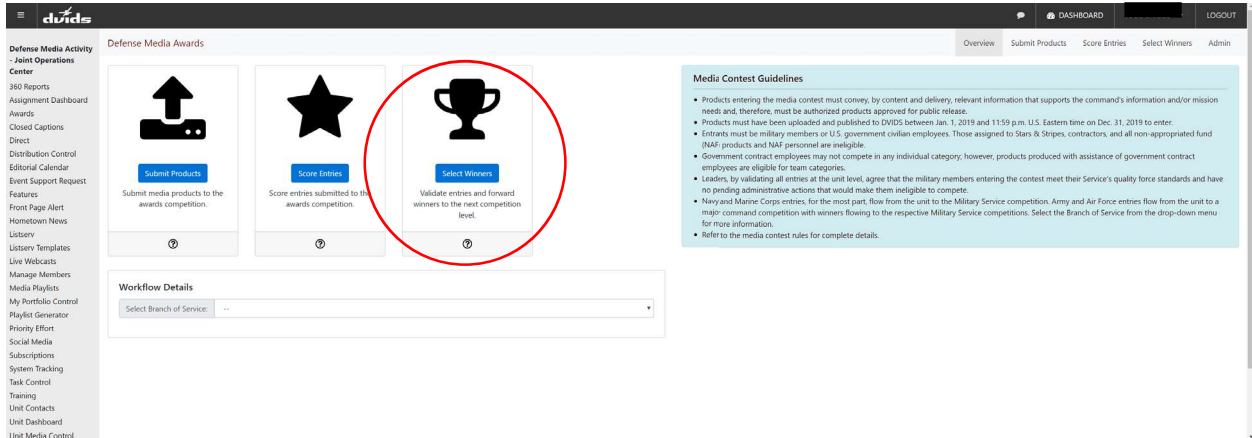 ≡ dvids DASHBOARD LOGOUT
Defense Media Activity - Joint Operations Center
360 Reports
Assignment Dashboard
Awards
Closed Captions
Direct
Distribution Control
Editorial Calendar
Event Support Request
Features
Front Page Alert
Hometown News
Listserv
Listserv Templates
Live Webcasts
Manage Members
Media Playlists
My Portfolio Control
Playlist Generator
Priority Effort
Social Media
Subscriptions
System Tracking
Task Control
Training
Unit Contacts
Unit Dashboard
Unit Media Control
Defense Media Awards
Overview Submit Products Score Entries Select Winners Admin
Submit Products
Submit media products to the
awards competition.
?
Score Entries
Score entries submitted to the
awards competition.
?
Select Winners
Validate entries and forward
winners to the next competition
level.
?
Workflow Details
Select Branch of Service: --
Media Contest Guidelines
• Products entering the media contest must convey, by content and delivery, relevant information that supports the command's information and/or mission
needs and, therefore, must be authorized products approved for public release.
• Products must have been uploaded and published to DVIDS between Jan. 1, 2019 and 11:59 p.m. U.S. Eastern time on Dec. 31, 2019 to enter.
• Entrants must be military members or U.S. government civilian employees. Those assigned to Stars & Stripes, contractors, and all non-appropriated fund
(NAF) products and NAF personnel are ineligible.
• Government contract employees may not compete in any individual category; however, products produced with assistance of government contract
employees are eligible for team categories.
• Leaders, by validating all entries at the unit level, agree that the military members entering the contest meet their Service's quality force standards and have
no pending administrative actions that would make them ineligible to compete.
• Navy and Marine Corps entries, for the most part, flow from the unit to the Military Service competition. Army and Air Force entries flow from the unit to a
major command competition with winners flowing to the respective Military Service competitions. Select the Branch of Service from the drop-down menu
for more information.
• Refer to the media contest rules for complete details.